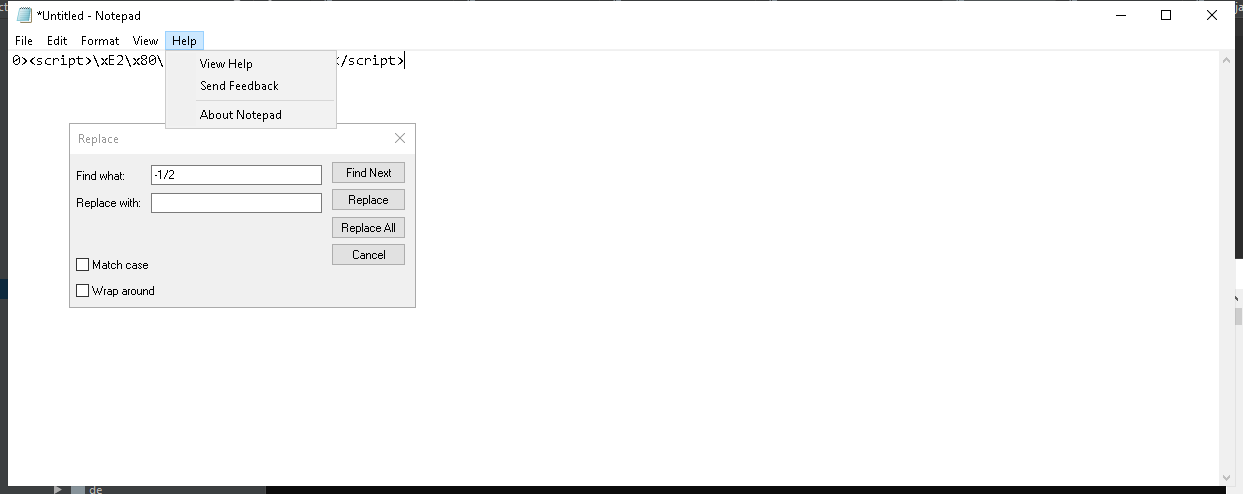 *Untitled - Notepad
File Edit Format View Help
0><script>\xE2\x80\ </script>
View Help
Send Feedback
About Notepad
Replace
Find what: -1/2 Find Next
Replace with: Replace
Replace All
Cancel
Match case
Wrap around
de